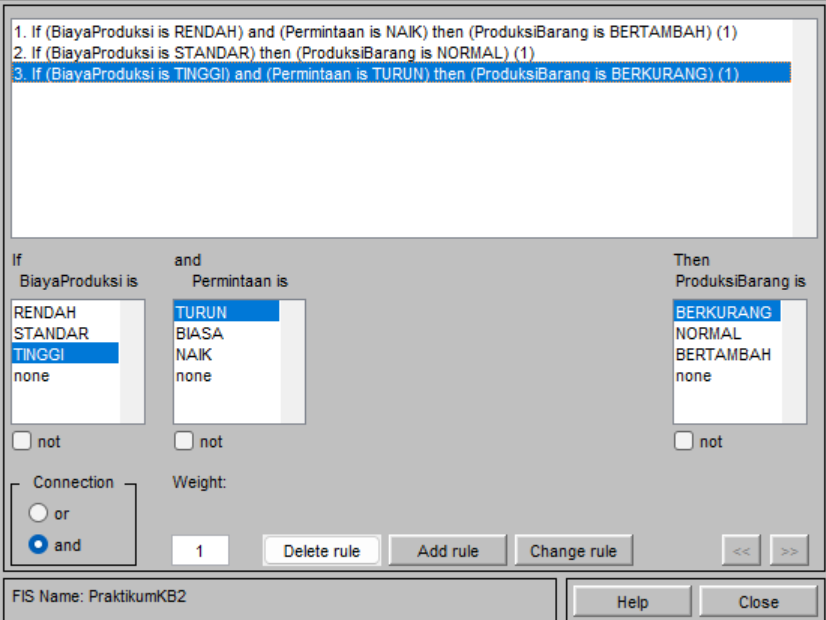 1. If (BiayaProduksi is RENDAH) and (Permintaan is NAIK) then (ProduksiBarang is BERTAMBAH) (1)
2. If (BiayaProduksi is STANDAR) then (ProduksiBarang is NORMAL) (1)
3. If (BiayaProduksi is TINGGI) and (Permintaan is TURUN) then (ProduksiBarang is BERKURANG) (1)
If
BiayaProduksi is
RENDAH
STANDAR
TINGGI
none
not
and
Permintaan is
TURUN
BIASA
NAIK
none
not
Then
ProduksiBarang is
BERKURANG
NORMAL
BERTAMBAH
none
not
Connection
or
and
Weight:
1
Delete rule
Add rule
Change rule
<<
>>
FIS Name: PraktikumKB2
Help
Close